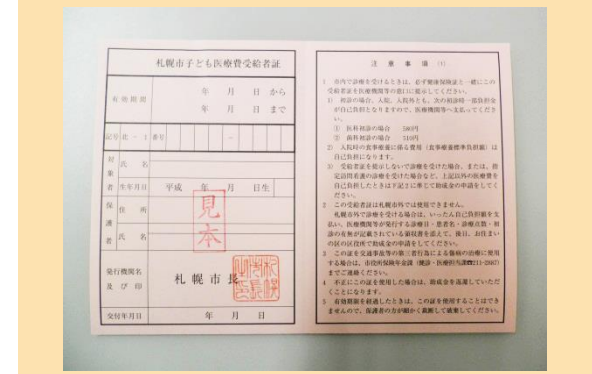 札幌市子ども医療費受給者証
有効期間
年 月 日 から
年 月 日 まで
記号 北-1 番号 -
対象者
氏 名
生年月日 平成 年 月 日生
保護者
住 所
氏 名
見本
発行機関名
及び印
札幌市長
交付年月日 年 月 日
注意事項 (1)
1 市内で診療を受けるときは、必ず健康保険証と一緒にこの
受給者証を医療機関等の窓口に提示してください。
1) 初診の場合、入院、入院外とも、次の初診時一部負担金
が自己負担となりますので、医療機関等へ支払ってくださ
い。
① 医科初診の場合 580円
② 歯科初診の場合 510円
2) 入院時の食事療養に係る費用(食事療養標準負担額)は
自己負担になります。
3) 受給者証を提示しないで診療を受けた場合、または、指
定訪問看護の診療を受けた場合など、上記以外の医療費を
自己負担したときは下記2に準じて助成金の申請をしてく
ださい。
2 この受給者証は札幌市外では使用できません。
札幌市外で診療を受ける場合は、いったん自己負担額を支
払い、医療機関等が発行する診療日・患者名・診療点数・初
診の有無が記載されている領収書を添えて、後日、お住まい
の区の区役所で助成金の申請をしてください。
3 この証を交通事故等の第三者行為による傷病の治療に使用
する場合は、市役所保険年金課(健診・医療担当課☎211-2887)
までご連絡ください。
4 不正にこの証を使用した場合は、助成金を返還していただ
くことになります。
5 有効期間を経過したときは、この証を使用することはでき
ませんので、保護者の方が細かく裁断して破棄してください。